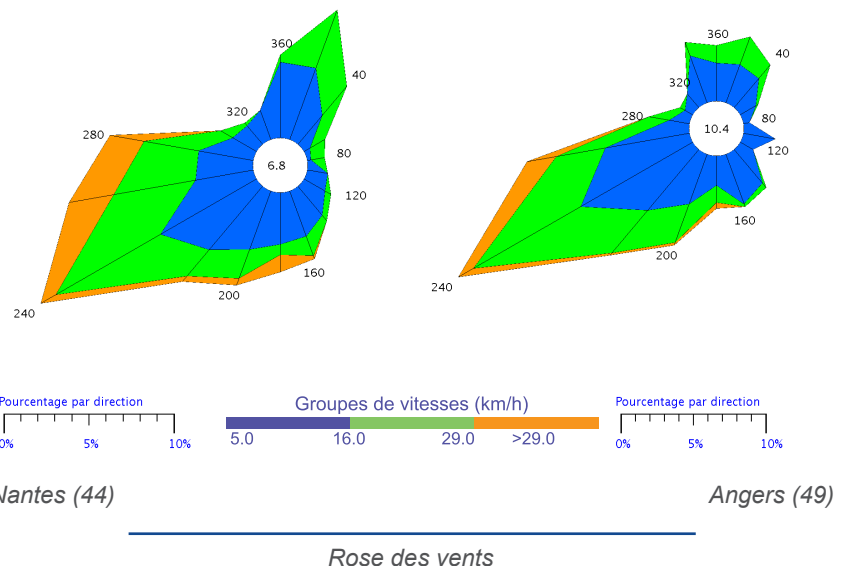 360
40
80
120
160
200
240
280
320
6.8
360
40
80
120
160
200
240
280
320
10.4
Pourcentage par direction
0% 5% 10%
Groupes de vitesses (km/h)
5.0 16.0 29.0 >29.0
Pourcentage par direction
0% 5% 10%
Nantes (44)
Angers (49)
Rose des vents